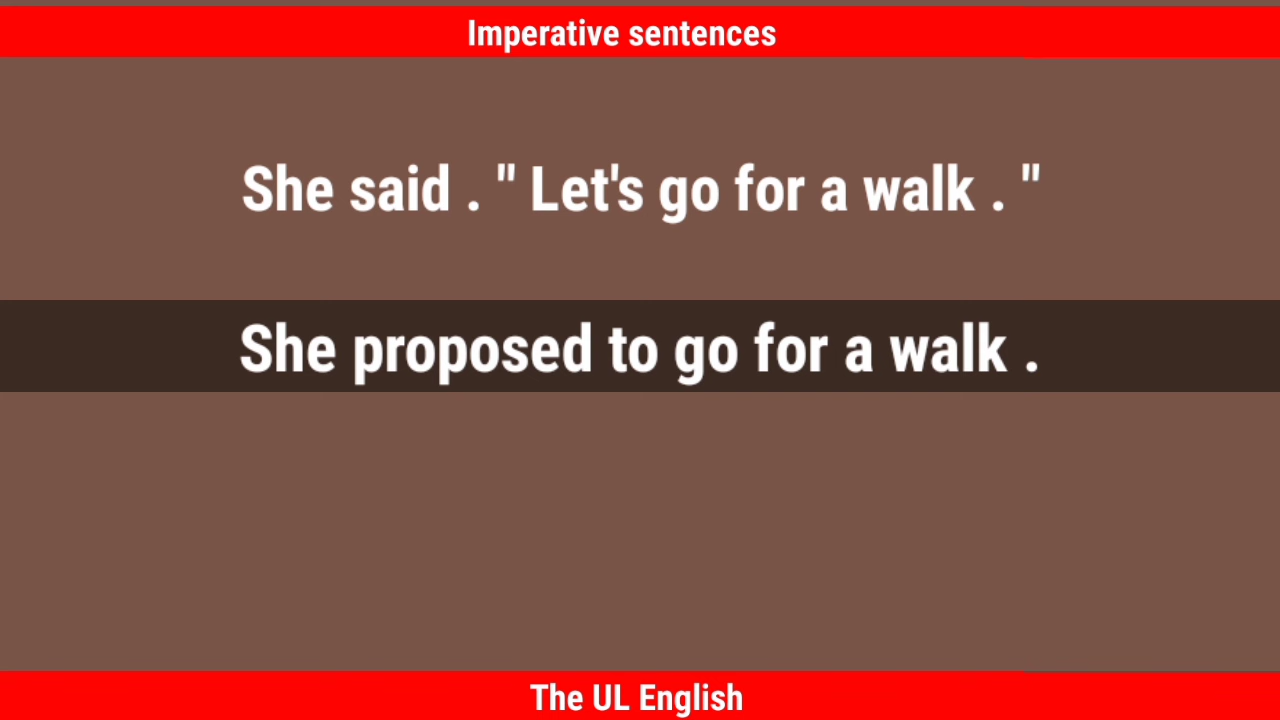 Imperative sentences
She said . " Let's go for a walk . "
She proposed to go for a walk .
The UL English